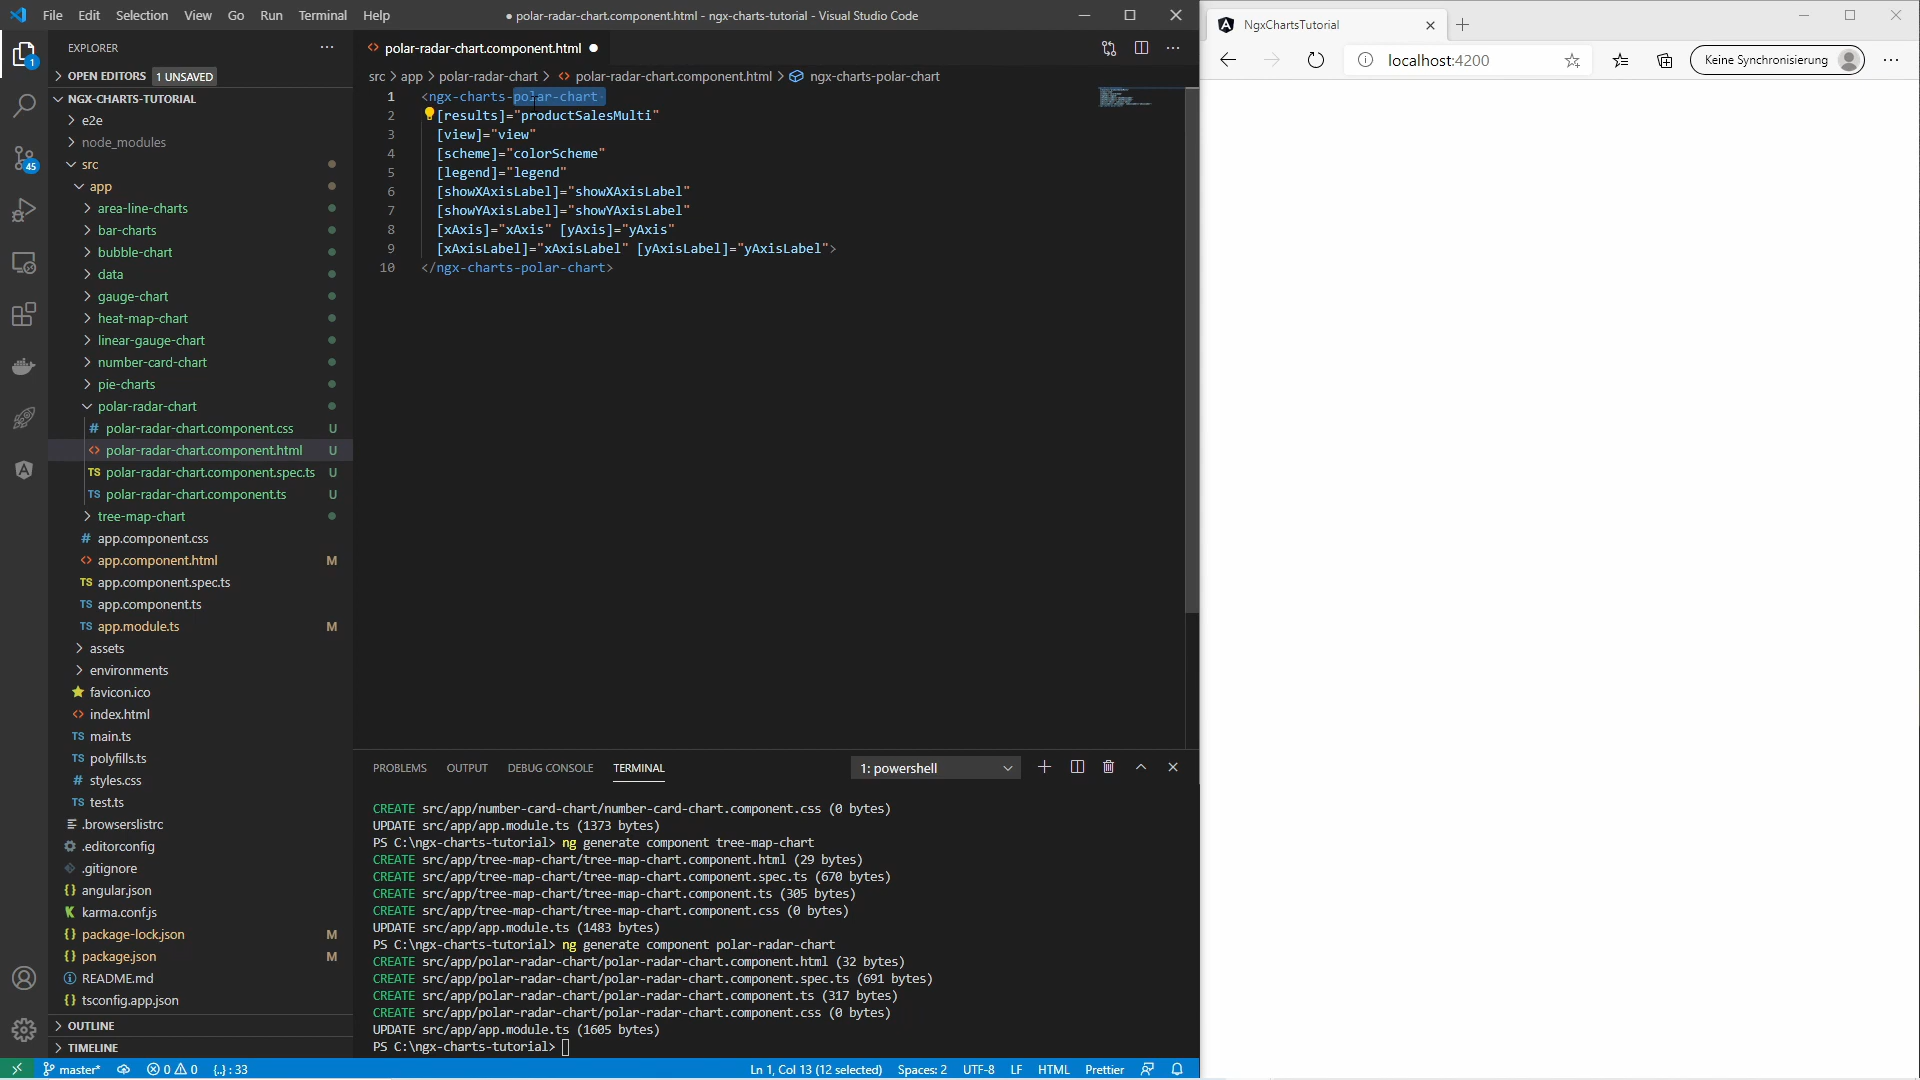 File Edit Selection View Go Run Terminal Help
● polar-radar-chart.component.html - ngx-charts-tutorial - Visual Studio Code
EXPLORER
OPEN EDITORS 1 UNSAVED
NGX-CHARTS-TUTORIAL
e2e
node_modules
src
app
area-line-charts
bar-charts
bubble-chart
data
gauge-chart
heat-map-chart
linear-gauge-chart
number-card-chart
pie-charts
polar-radar-chart
# polar-radar-chart.component.css U
<> polar-radar-chart.component.html U
TS polar-radar-chart.component.spec.ts U
TS polar-radar-chart.component.ts U
tree-map-chart
# app.component.css
<> app.component.html M
TS app.component.spec.ts
TS app.component.ts
TS app.module.ts M
assets
environments
favicon.ico
<> index.html
TS main.ts
TS polyfills.ts
# styles.css
TS test.ts
.browserslistrc
.editorconfig
.gitignore
{} angular.json
K karma.conf.js
{} package-lock.json M
{} package.json M
README.md
{} tsconfig.app.json
OUTLINE
TIMELINE
1
45
<> polar-radar-chart.component.html ●
src > app > polar-radar-chart > <> polar-radar-chart.component.html > ngx-charts-polar-chart
1 <ngx-charts-polar-chart
2 [results]="productSalesMulti"
3 [view]="view"
4 [scheme]="colorScheme"
5 [legend]="legend"
6 [showXAxisLabel]="showXAxisLabel"
7 [showYAxisLabel]="showYAxisLabel"
8 [xAxis]="xAxis" [yAxis]="yAxis"
9 [xAxisLabel]="xAxisLabel" [yAxisLabel]="yAxisLabel">
10 </ngx-charts-polar-chart>
PROBLEMS OUTPUT DEBUG CONSOLE TERMINAL
1: powershell
CREATE src/app/number-card-chart/number-card-chart.component.css (0 bytes)
UPDATE src/app/app.module.ts (1373 bytes)
PS C:\ngx-charts-tutorial> ng generate component tree-map-chart
CREATE src/app/tree-map-chart/tree-map-chart.component.html (29 bytes)
CREATE src/app/tree-map-chart/tree-map-chart.component.spec.ts (670 bytes)
CREATE src/app/tree-map-chart/tree-map-chart.component.ts (305 bytes)
CREATE src/app/tree-map-chart/tree-map-chart.component.css (0 bytes)
UPDATE src/app/app.module.ts (1483 bytes)
PS C:\ngx-charts-tutorial> ng generate component polar-radar-chart
CREATE src/app/polar-radar-chart/polar-radar-chart.component.html (32 bytes)
CREATE src/app/polar-radar-chart/polar-radar-chart.component.spec.ts (691 bytes)
CREATE src/app/polar-radar-chart/polar-radar-chart.component.ts (317 bytes)
CREATE src/app/polar-radar-chart/polar-radar-chart.component.css (0 bytes)
UPDATE src/app/app.module.ts (1605 bytes)
PS C:\ngx-charts-tutorial>
master* 0 0 {..} : 33 Ln 1, Col 13 (12 selected) Spaces: 2 UTF-8 LF HTML Prettier
NgxChartsTutorial
localhost:4200
Keine Synchronisierung